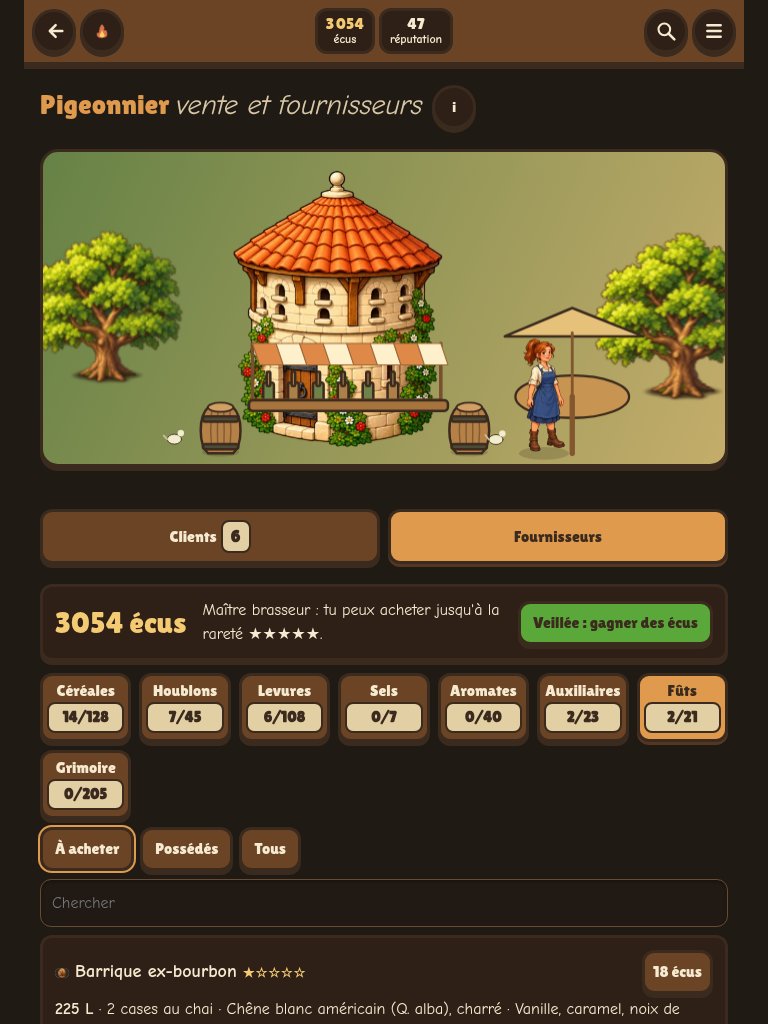 3 054
écus
47
réputation
Pigeonnier vente et fournisseurs
i
Clients 6
Fournisseurs
3054 écus
Maître brasseur : tu peux acheter jusqu'à la
rareté ★★★★★.
Veillée : gagner des écus
Céréales
14/128
Houblons
7/45
Levures
6/108
Sels
0/7
Aromates
0/40
Auxiliaires
2/23
Fûts
2/21
Grimoire
0/205
À acheter
Possédés
Tous
Chercher
Barrique ex-bourbon ★☆☆☆☆
18 écus
225 L · 2 cases au chai · Chêne blanc américain (Q. alba), charré · Vanille, caramel, noix de